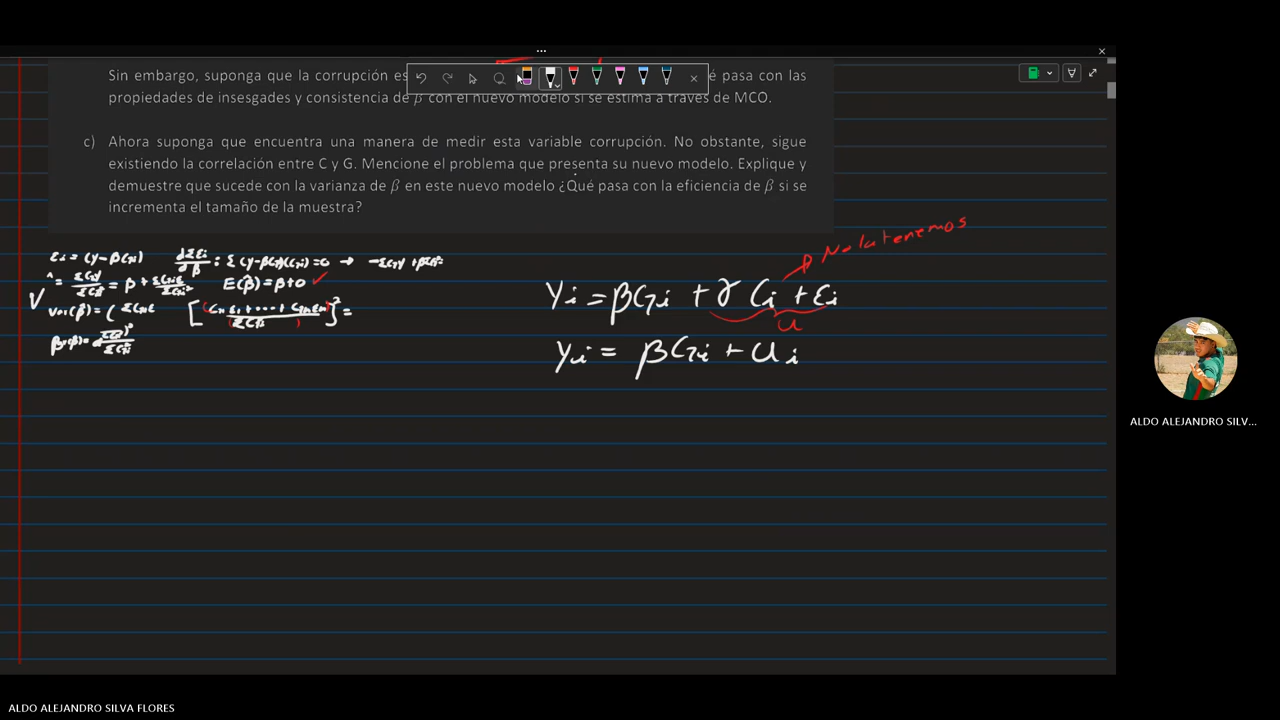 Sin embargo, suponga que la corrupción es é pasa con las
propiedades de insesgades y consistencia de β con el nuevo modelo si se estima a través de MCO.
c) Ahora suponga que encuentra una manera de medir esta variable corrupción. No obstante, sigue
existiendo la correlación entre C y G. Mencione el problema que presenta su nuevo modelo. Explique y
demuestre que sucede con la varianza de β en este nuevo modelo ¿Qué pasa con la eficiencia de β si se
incrementa el tamaño de la muestra?
No la tenemos
Yi = βGi + γ Ci + εi
u
Yi = βGi + Ui
E(β̂) = β + 0 ✓
ALDO ALEJANDRO SILV...
ALDO ALEJANDRO SILVA FLORES